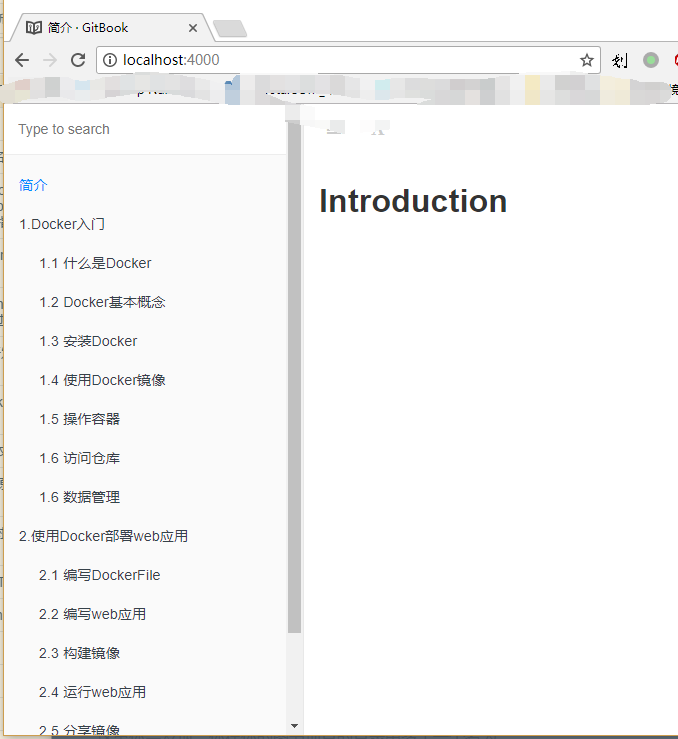 简介 · GitBook
localhost:4000
划
Type to search
简介
Introduction
1.Docker入门
1.1 什么是Docker
1.2 Docker基本概念
1.3 安装Docker
1.4 使用Docker镜像
1.5 操作容器
1.6 访问仓库
1.6 数据管理
2.使用Docker部署web应用
2.1 编写DockerFile
2.2 编写web应用
2.3 构建镜像
2.4 运行web应用
2.5 分享镜像